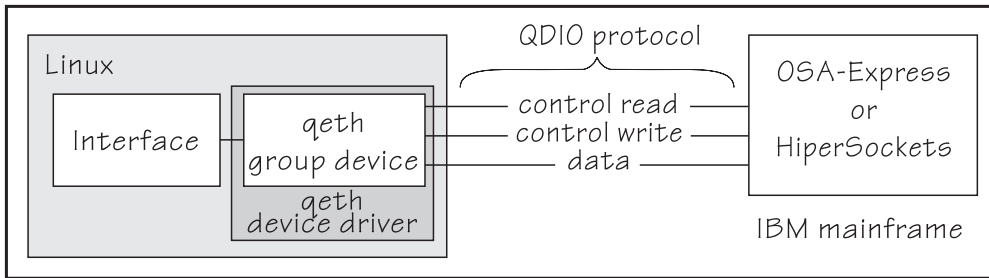 QDIO protocol
Linux
Interface
qeth
group device
qeth
device driver
control read
control write
data
OSA-Express
or
HiperSockets
IBM mainframe